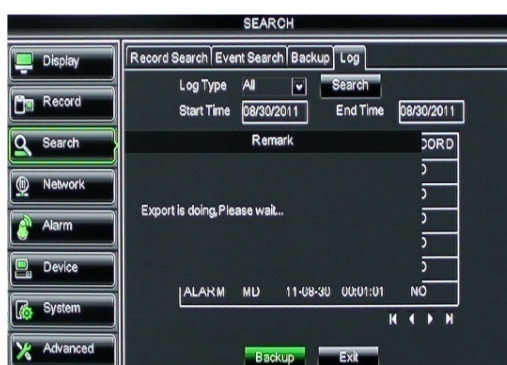 SEARCH
Display
Record
Search
Network
Alarm
Device
System
Advanced
Record Search Event Search Backup Log
Log Type All Search
Start Time 08/30/2011 End Time 08/30/2011
Remark
Export is doing,Please wait...
ALARM MD 11-08-30 00:01:01 NO
Backup Exit